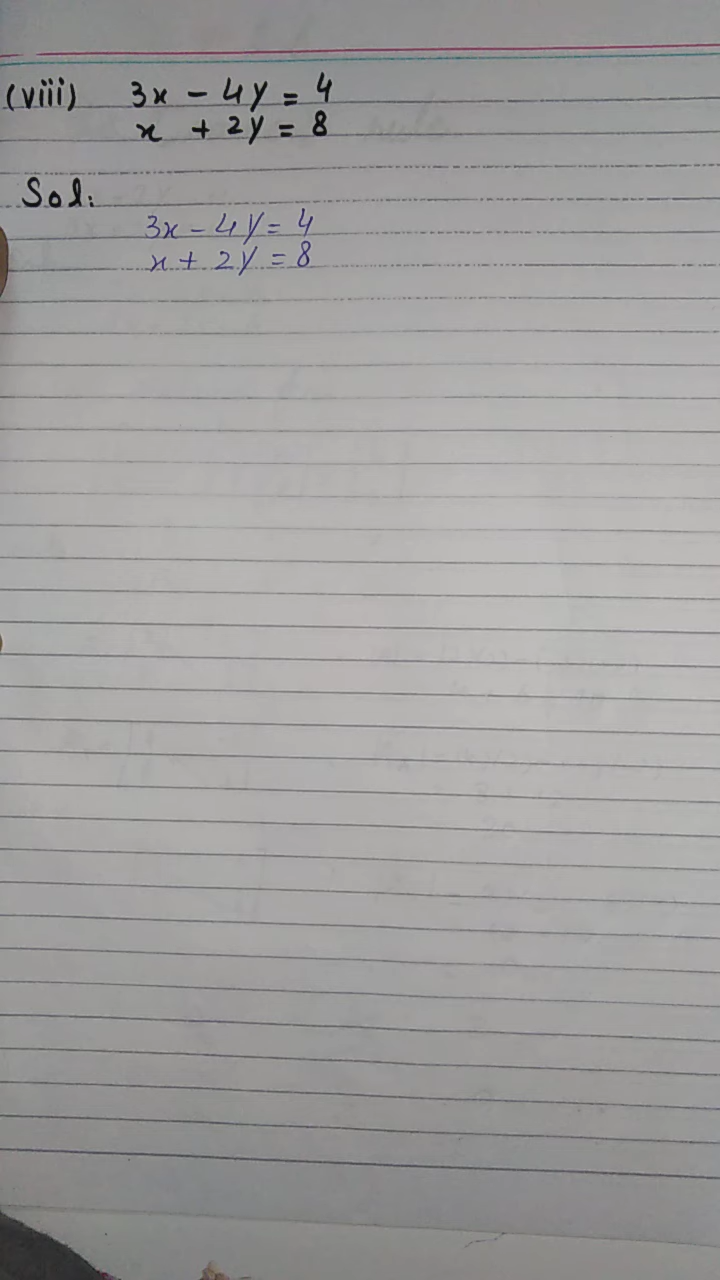 (viii) 3x - 4y = 4
x + 2y = 8
Sol:
3x - 4y = 4
x + 2y = 8